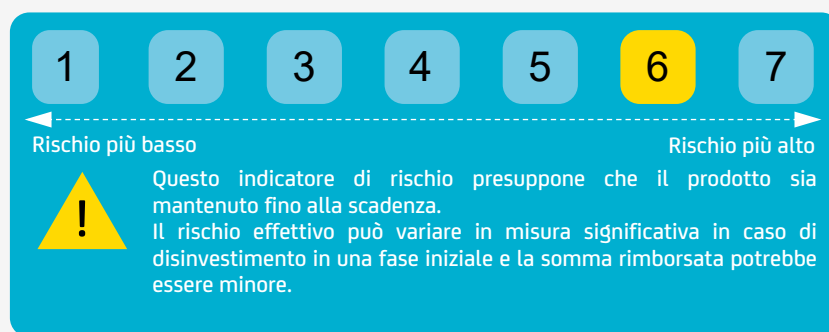 1 2 3 4 5 6 7
Rischio più basso Rischio più alto
!
Questo indicatore di rischio presuppone che il prodotto sia
mantenuto fino alla scadenza.
Il rischio effettivo può variare in misura significativa in caso di
disinvestimento in una fase iniziale e la somma rimborsata potrebbe
essere minore.